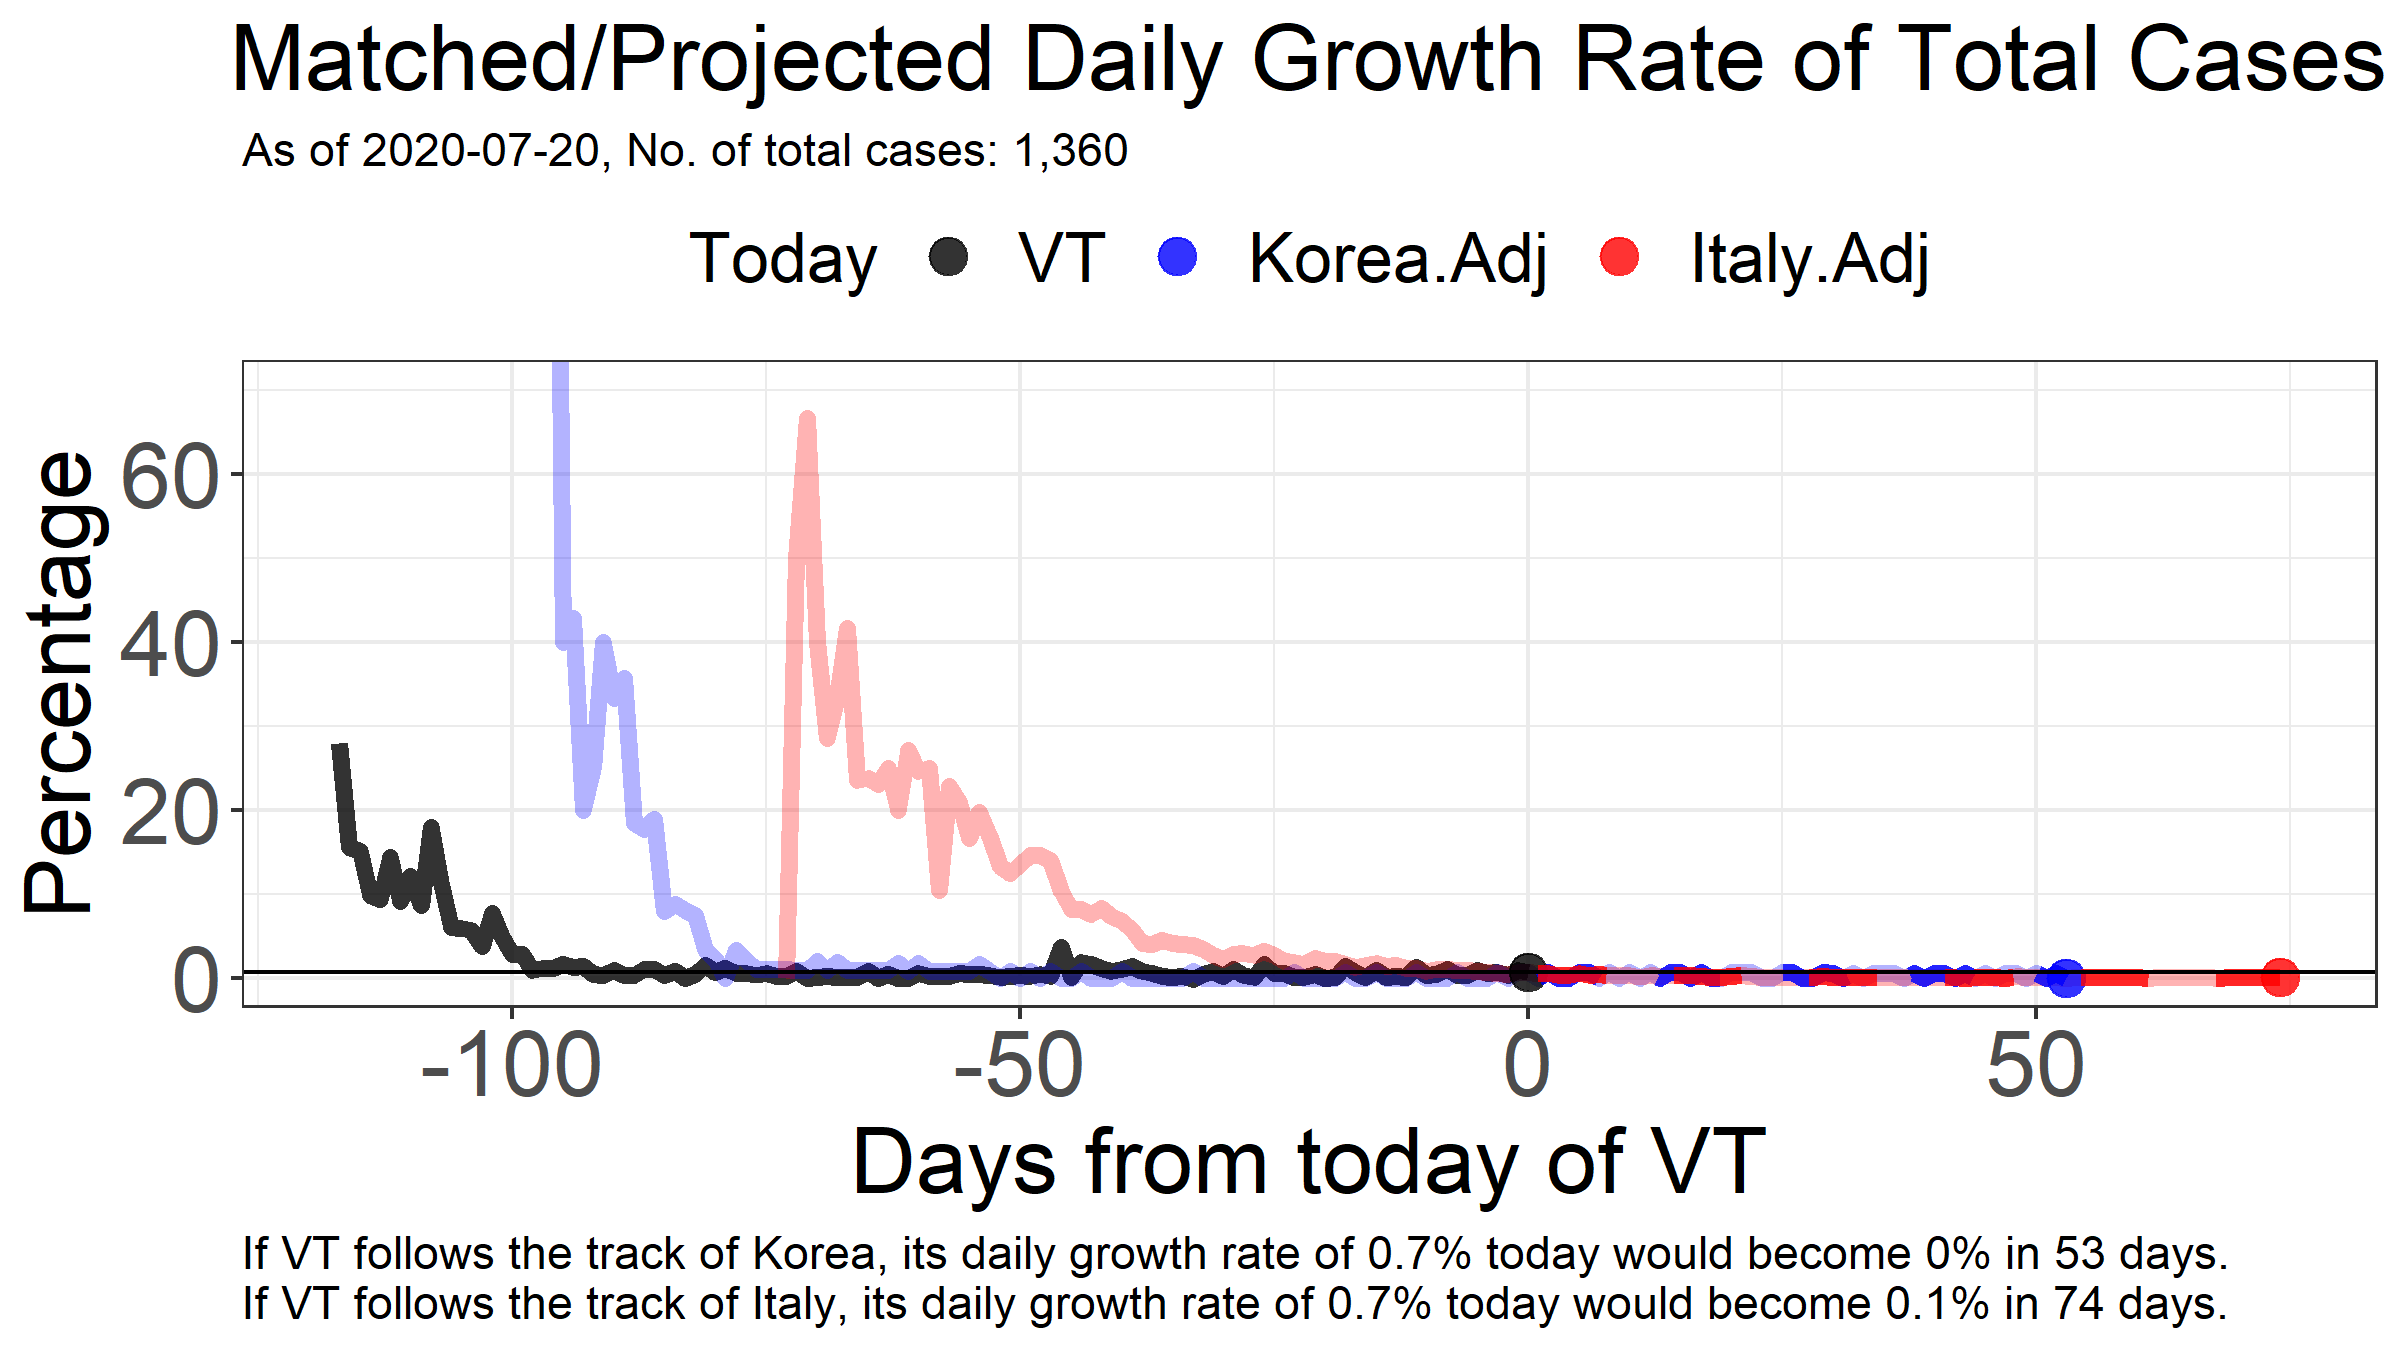 Matched/Projected Daily Growth Rate of Total Cases
As of 2020-07-20, No. of total cases: 1,360
Today VT Korea.Adj Italy.Adj
Percentage
60
40
20
0
-100 -50 0 50
Days from today of VT
If VT follows the track of Korea, its daily growth rate of 0.7% today would become 0% in 53 days.
If VT follows the track of Italy, its daily growth rate of 0.7% today would become 0.1% in 74 days.